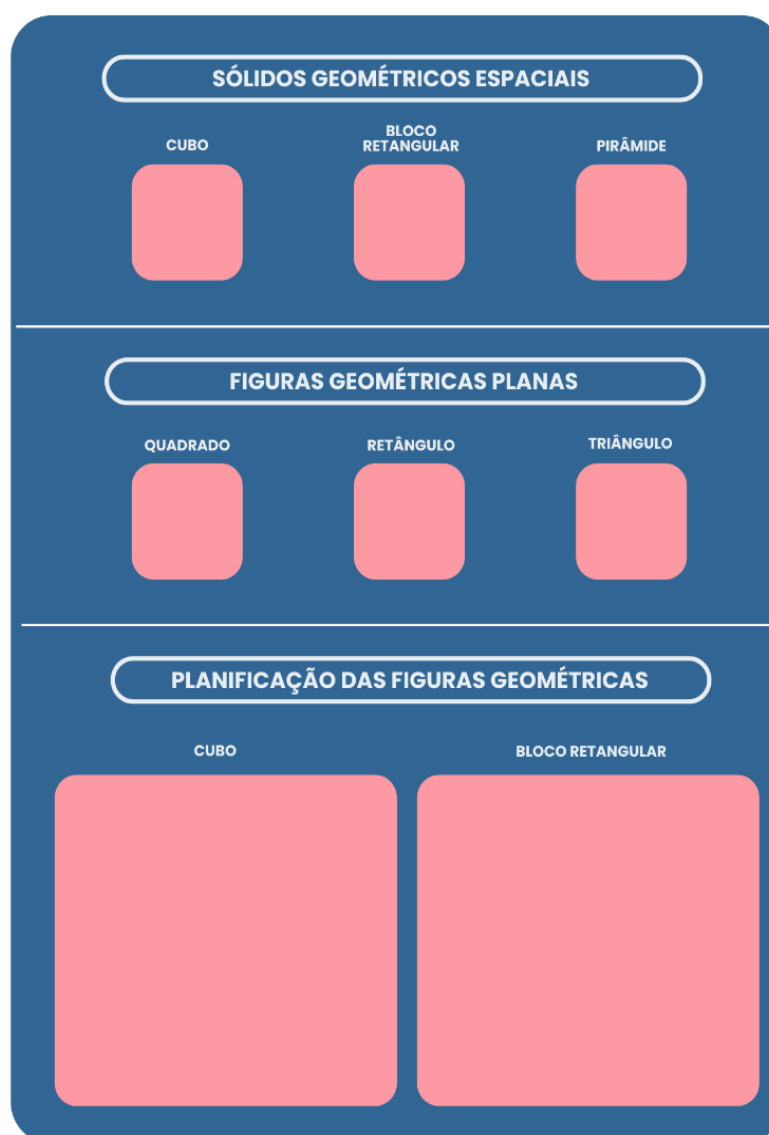 SÓLIDOS GEOMÉTRICOS ESPACIAIS
CUBO
BLOCO
RETANGULAR
PIRÂMIDE
FIGURAS GEOMÉTRICAS PLANAS
QUADRADO
RETÂNGULO
TRIÂNGULO
PLANIFICAÇÃO DAS FIGURAS GEOMÉTRICAS
CUBO
BLOCO RETANGULAR